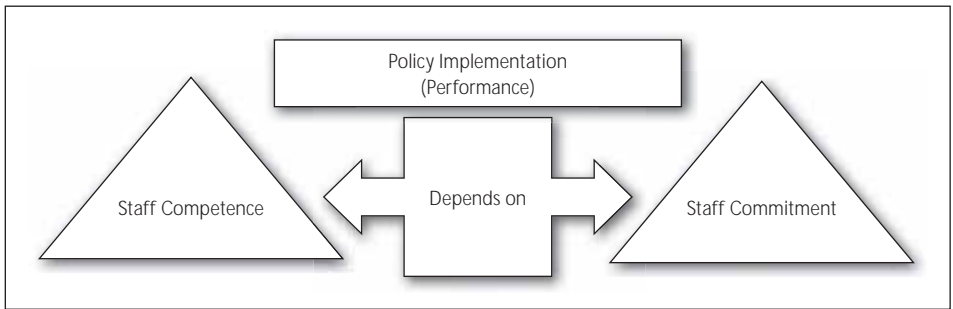 Policy Implementation
(Performance)
Staff Competence
Depends on
Staff Commitment